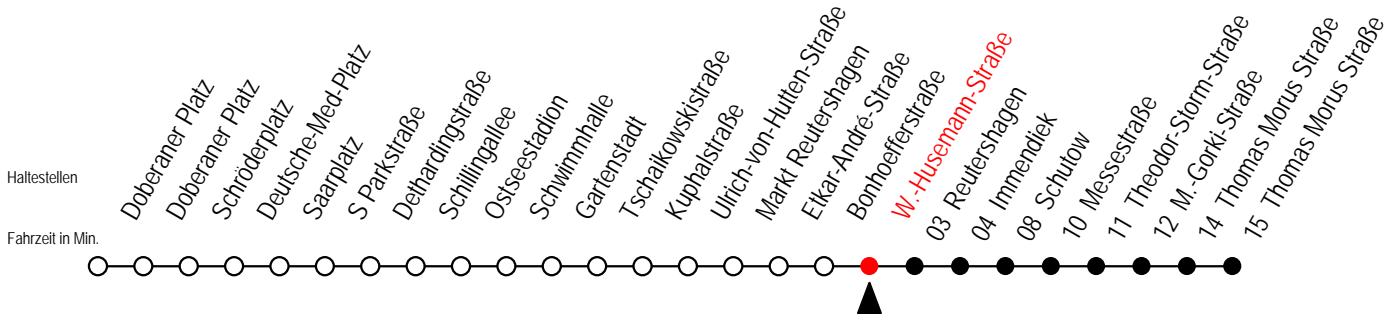 Haltestellen
Fahrzeit in Min.
Doberaner Platz
Doberaner Platz
Schröderplatz
Deutsche-Med-Platz
Saarplatz
S Parkstraße
Dethardingstraße
Schillingallee
Ostseestadion
Schwimmhalle
Gartenstadt
Tschaikowskistraße
Kuphalstraße
Ulrich-von-Hutten-Straße
Markt Reutershagen
Etkar-André-Straße
Bonhoefferstraße
W.-Husemann-Straße
03 Reutershagen
04 Immendiek
08 Schutow
10 Messestraße
11 Theodor-Storm-Straße
12 M.-Gorki-Straße
14 Thomas Morus Straße
15 Thomas Morus Straße